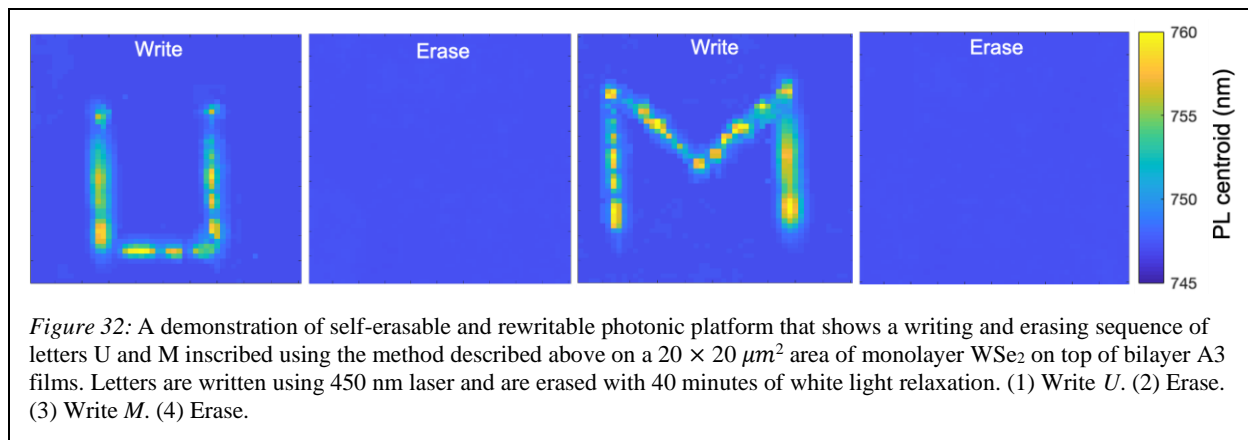 Write
Erase
Write
Erase
760
755
750
745
PL centroid (nm)
Figure 32: A demonstration of self-erasable and rewritable photonic platform that shows a writing and erasing sequence of
letters U and M inscribed using the method described above on a 20 × 20 μm² area of monolayer WSe₂ on top of bilayer A3
films. Letters are written using 450 nm laser and are erased with 40 minutes of white light relaxation. (1) Write U. (2) Erase.
(3) Write M. (4) Erase.